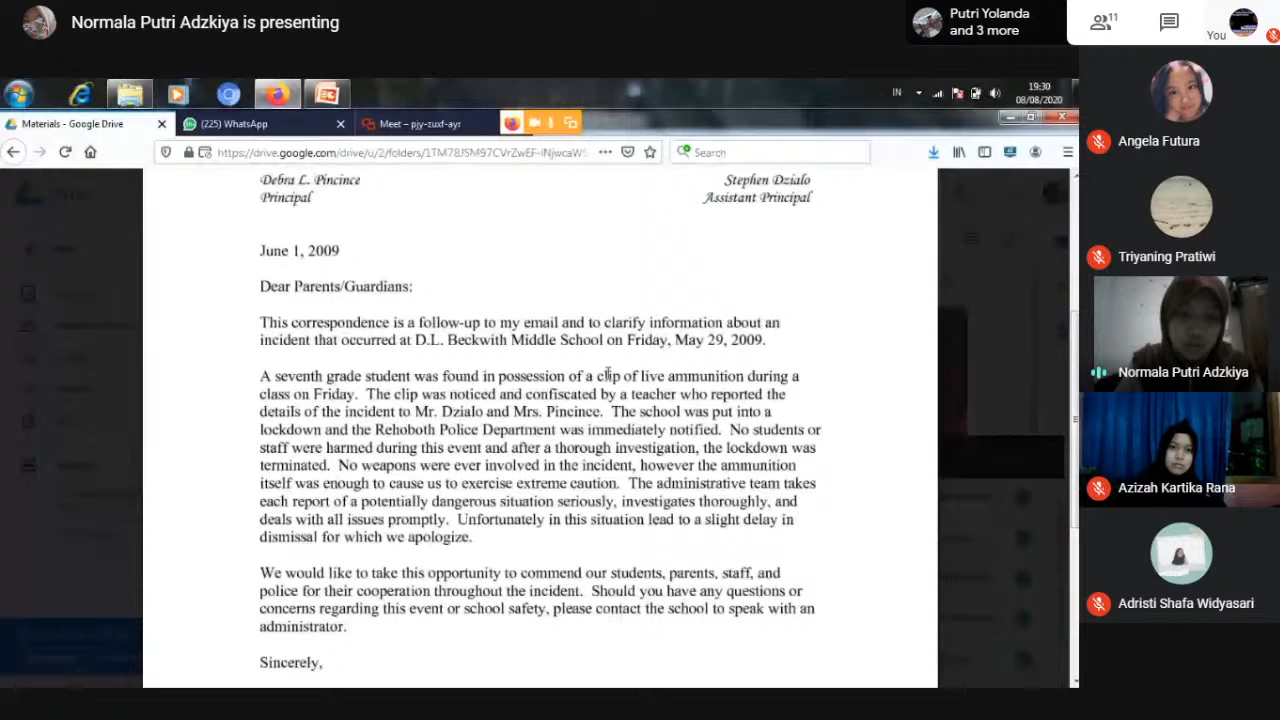 Normala Putri Adzkiya is presenting
Putri Yolanda
and 3 more
11
You
19:30
IN
08/08/2020
Materials - Google Drive
(225) WhatsApp
Meet – pjy-zuxf-ayr
https://drive.google.com/drive/u/2/folders/
Search
Debra L. Pincince
Stephen Dzialo
Principal
Assistant Principal
June 1, 2009
Dear Parents/Guardians:
This correspondence is a follow-up to my email and to clarify information about an
incident that occurred at D.L. Beckwith Middle School on Friday, May 29, 2009.
A seventh grade student was found in possession of a clip of live ammunition during a
class on Friday. The clip was noticed and confiscated by a teacher who reported the
details of the incident to Mr. Dzialo and Mrs. Pincince. The school was put into a
lockdown and the Rehoboth Police Department was immediately notified. No students or
staff were harmed during this event and after a thorough investigation, the lockdown was
terminated. No weapons were ever involved in the incident, however the ammunition
itself was enough to cause us to exercise extreme caution. The administrative team takes
each report of a potentially dangerous situation seriously, investigates thoroughly, and
deals with all issues promptly. Unfortunately in this situation lead to a slight delay in
dismissal for which we apologize.
We would like to take this opportunity to commend our students, parents, staff, and
police for their cooperation throughout the incident. Should you have any questions or
concerns regarding this event or school safety, please contact the school to speak with an
administrator.
Sincerely,
Angela Futura
Triyaning Pratiwi
Normala Putri Adzkiya
Azizah Kartika Rana
Adristi Shafa Widyasari